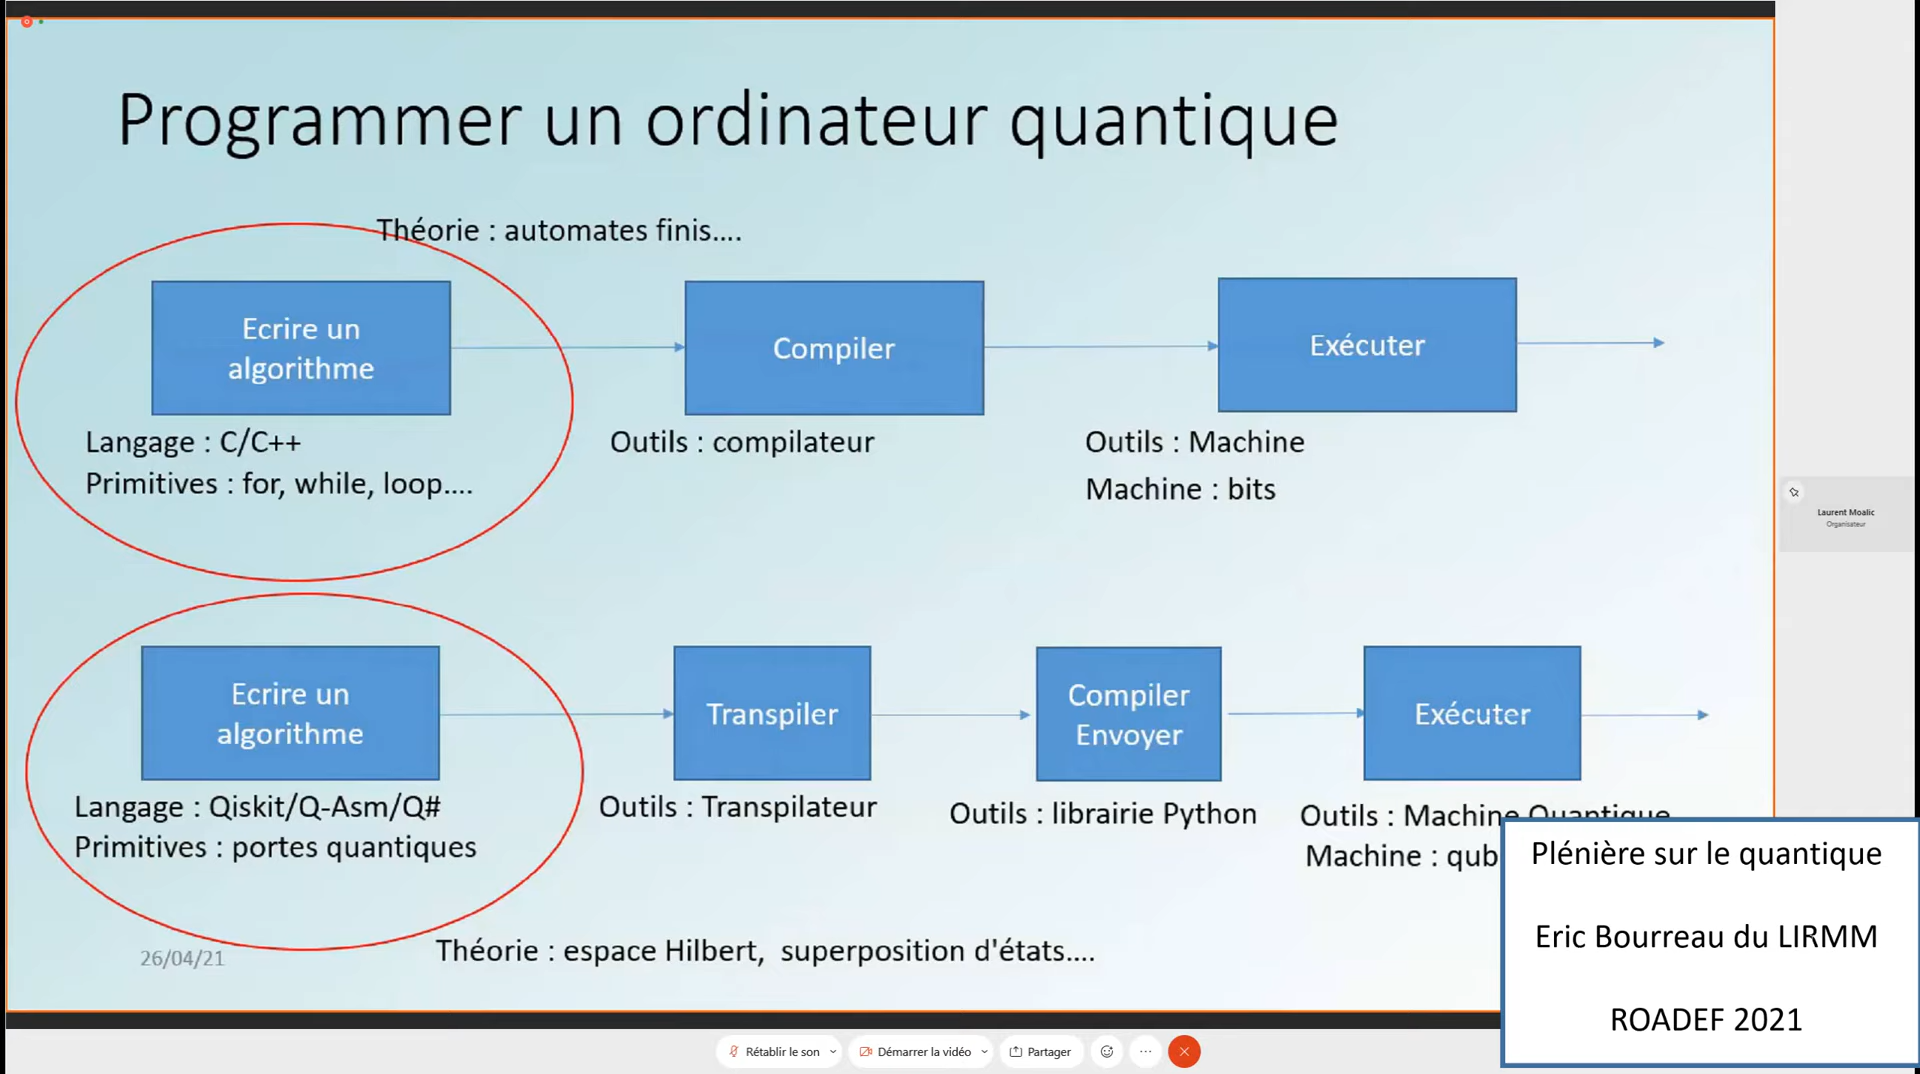 Programmer un ordinateur quantique
Théorie : automates finis....
Ecrire un
algorithme
Compiler
Exécuter
Langage : C/C++
Primitives : for, while, loop....
Outils : compilateur
Outils : Machine
Machine : bits
Laurent Moalic
Organisateur
Ecrire un
algorithme
Transpiler
Compiler
Envoyer
Exécuter
Langage : Qiskit/Q-Asm/Q#
Primitives : portes quantiques
Outils : Transpilateur
Outils : librairie Python
Outils : Machine Quantique
Machine : qub
26/04/21
Théorie : espace Hilbert, superposition d'états....
Plénière sur le quantique
Eric Bourreau du LIRMM
ROADEF 2021
Rétablir le son
Démarrer la vidéo
Partager